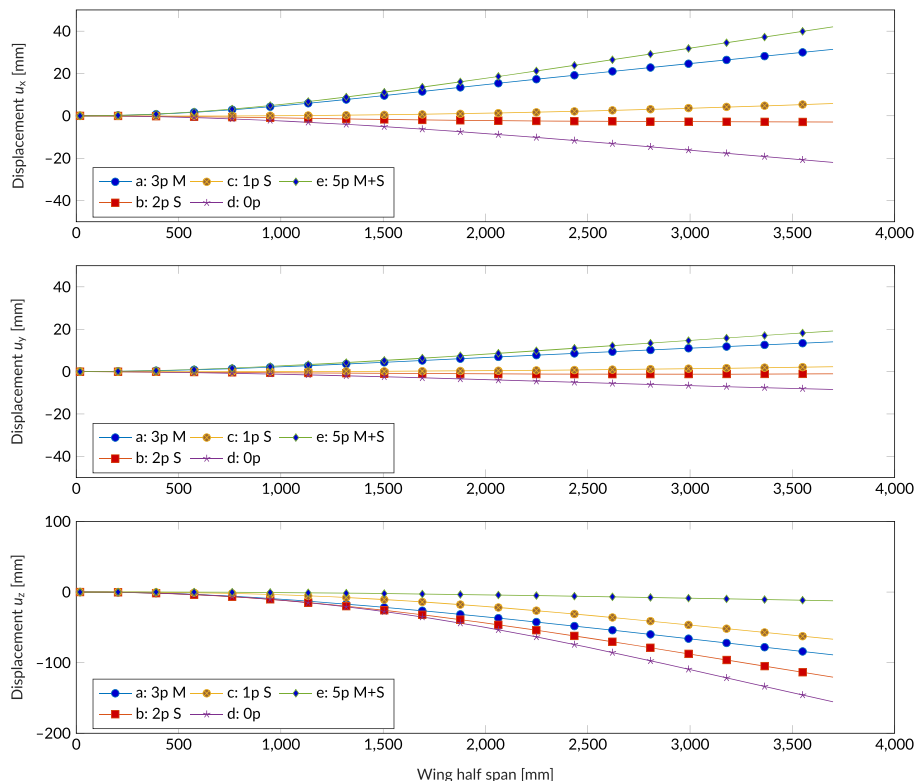 Displacement uₓ [mm]
40
20
0
−20
−40
a: 3p M c: 1p S e: 5p M+S
b: 2p S d: 0p
0 500 1,000 1,500 2,000 2,500 3,000 3,500 4,000
Displacement uᵧ [mm]
40
20
0
−20
−40
a: 3p M c: 1p S e: 5p M+S
b: 2p S d: 0p
0 500 1,000 1,500 2,000 2,500 3,000 3,500 4,000
Displacement u_z [mm]
100
0
−100
−200
a: 3p M c: 1p S e: 5p M+S
b: 2p S d: 0p
0 500 1,000 1,500 2,000 2,500 3,000 3,500 4,000
Wing half span [mm]